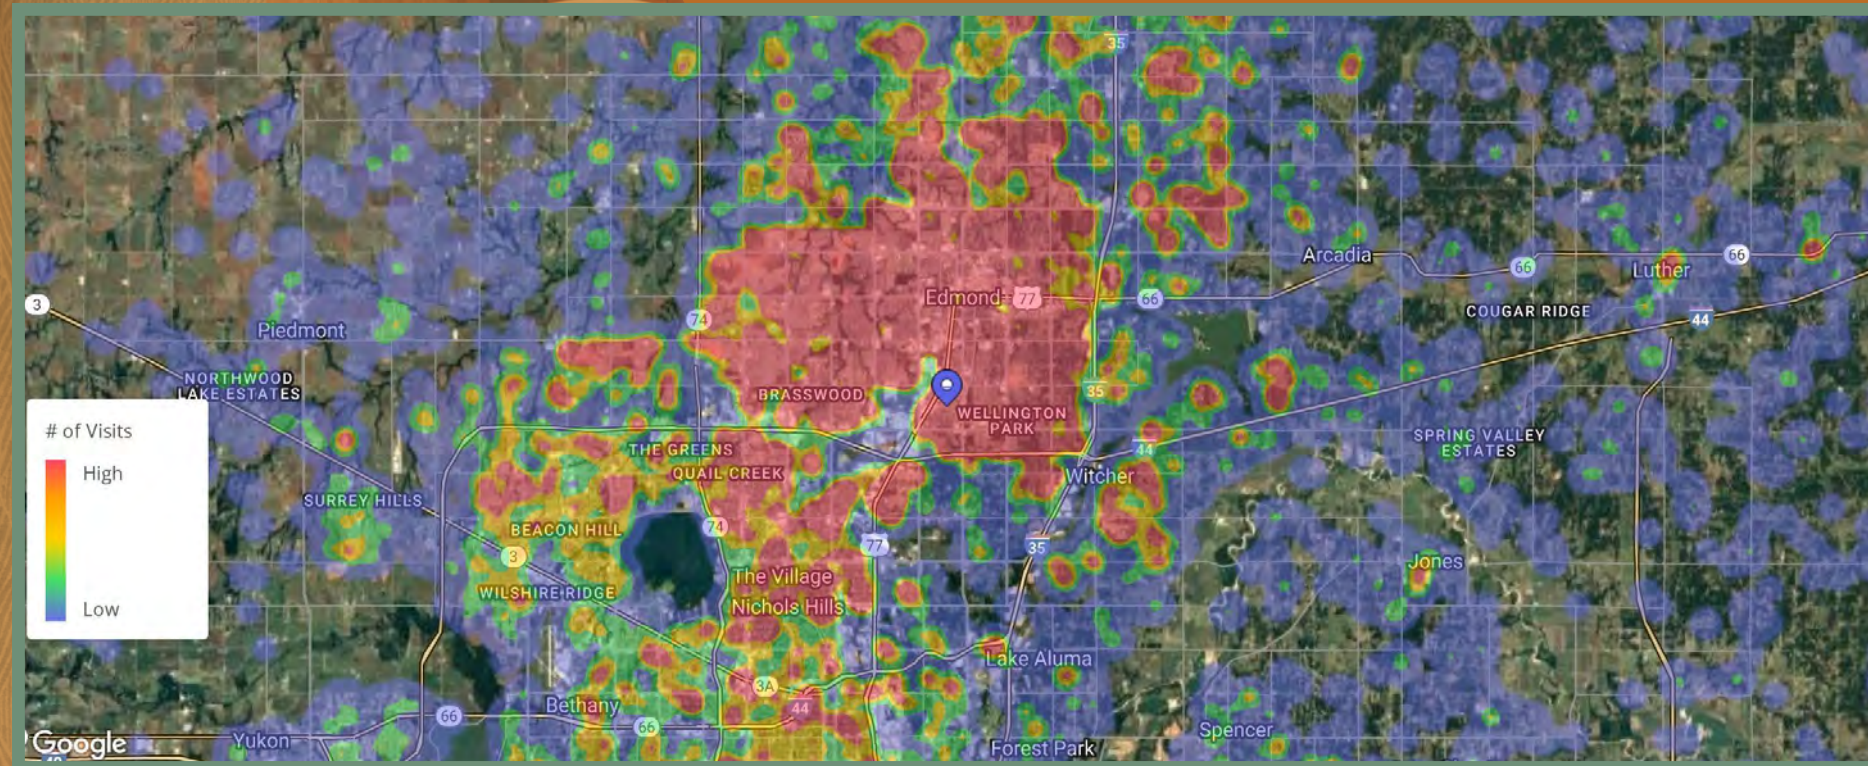 35
74
3
Piedmont
NORTHWOOD
LAKE ESTATES
Edmond
77
66
Arcadia
66
Luther
66
COUGAR RIDGE
44
BRASSWOOD
WELLINGTON
PARK
35
# of Visits
High
Low
THE GREENS
QUAIL CREEK
44
SPRING VALLEY
ESTATES
Witcher
SURREY HILLS
BEACON HILL
74
3
77
35
WILSHIRE RIDGE
The Village
Nichols Hills
Jones
Lake Aluma
3A
44
Bethany
66
66
Yukon
Spencer
Forest Park
Google